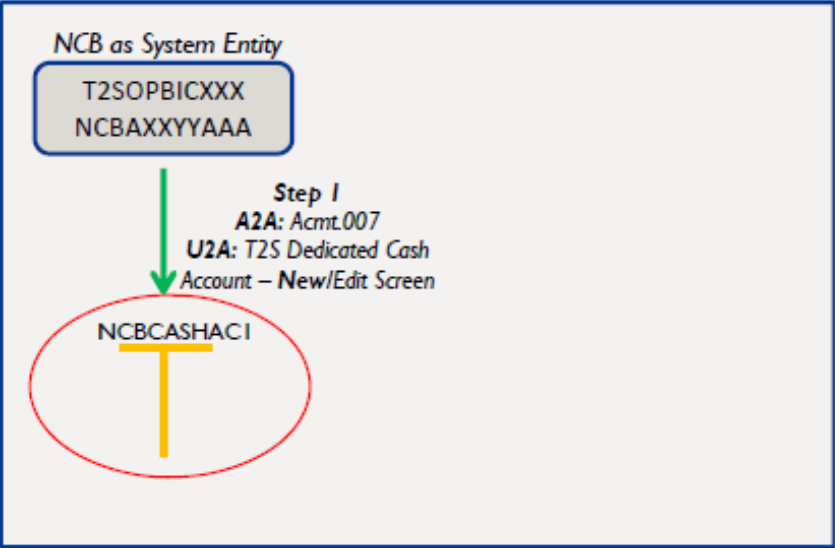 NCB as System Entity
T2SOPBICXXX
NCBAXXYYAAA
Step 1
A2A: Acmt.007
U2A: T2S Dedicated Cash
Account – New/Edit Screen
NCBCASHAC1